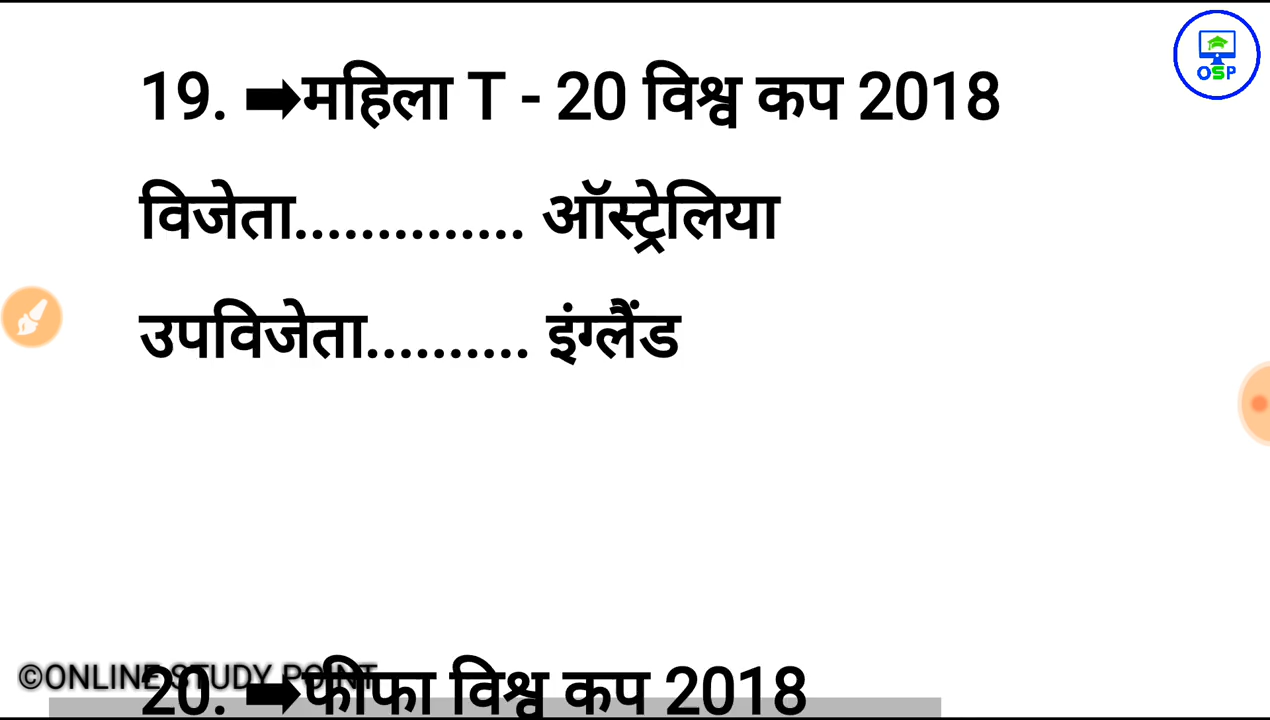 OSP
19. ➡महिला T - 20 विश्व कप 2018
विजेता.............. ऑस्ट्रेलिया
उपविजेता.......... इंग्लैंड
©ONLINE STUDY POINT
20. ➡फीफा विश्व कप 2018